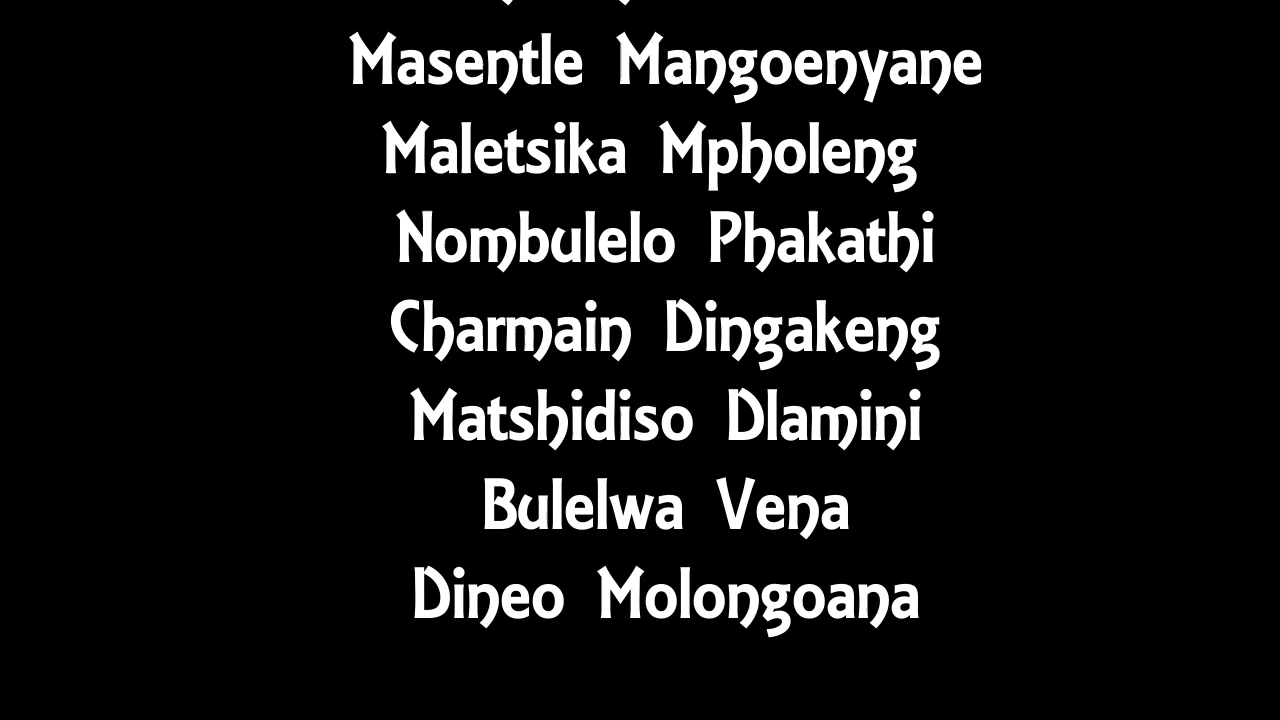 Masentle Mangoenyane
Maletsika Mpholeng
Nombulelo Phakathi
Charmain Dingakeng
Matshidiso Dlamini
Bulelwa Vena
Dineo Molongoana